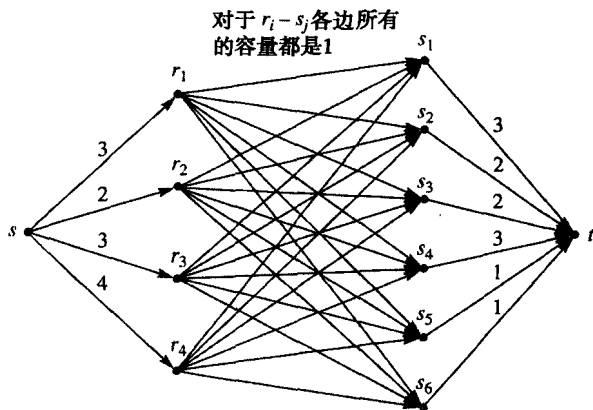 对于 r_i – s_j 各边所有
的容量都是1
s_1
r_1
3
s_2
3
2
r_2
s_3
2
2
s
t
3
s_4
3
r_3
4
1
s_5
1
r_4
s_6